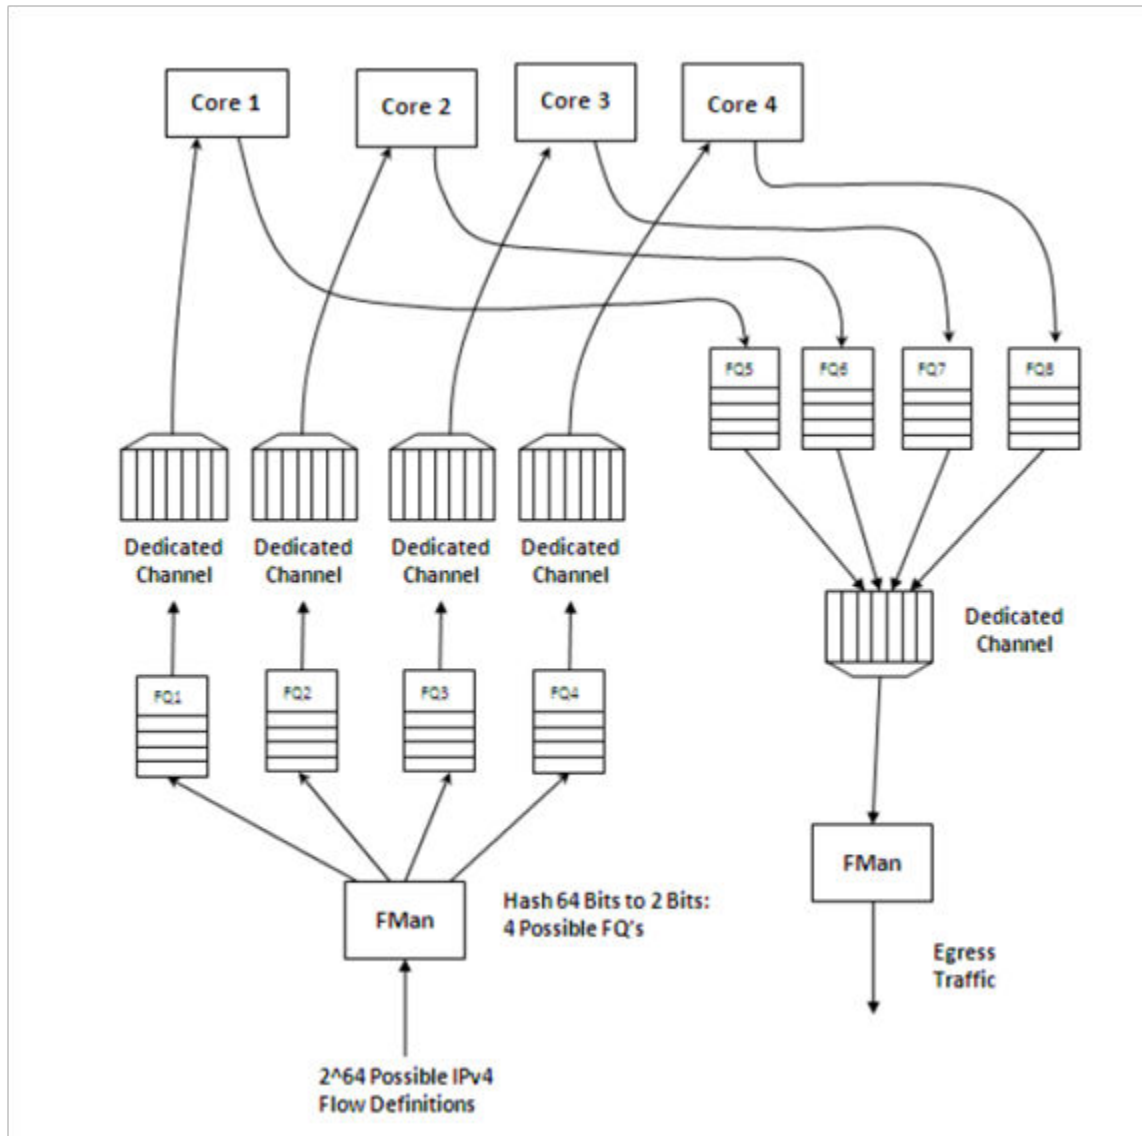 Core 1
Core 2
Core 3
Core 4
FQ5
FQ6
FQ7
FQ8
Dedicated
Channel
Dedicated
Channel
Dedicated
Channel
Dedicated
Channel
Dedicated
Channel
FQ1
FQ2
FQ3
FQ4
FMan
FMan
Hash 64 Bits to 2 Bits:
4 Possible FQ's
Egress
Traffic
2^64 Possible IPv4
Flow Definitions